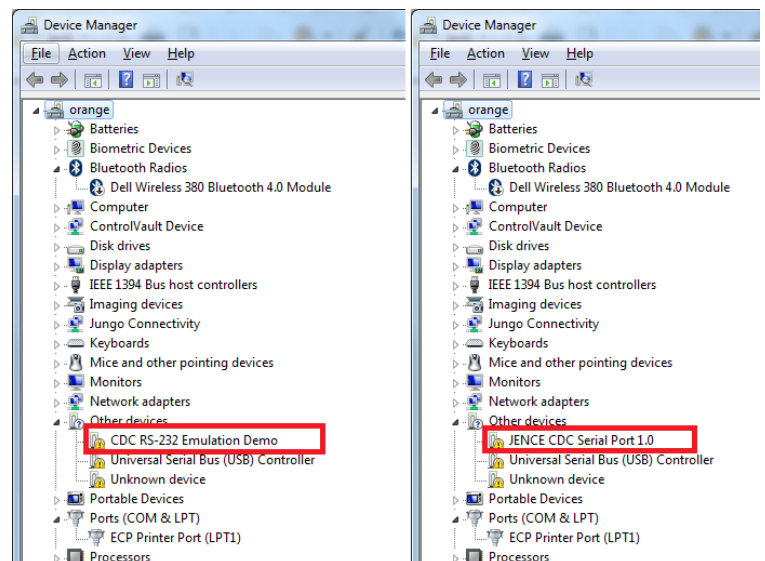 Device Manager
File Action View Help
orange
Batteries
Biometric Devices
Bluetooth Radios
Dell Wireless 380 Bluetooth 4.0 Module
Computer
ControlVault Device
Disk drives
Display adapters
IEEE 1394 Bus host controllers
Imaging devices
Jungo Connectivity
Keyboards
Mice and other pointing devices
Monitors
Network adapters
Other devices
CDC RS-232 Emulation Demo
Universal Serial Bus (USB) Controller
Unknown device
Portable Devices
Ports (COM & LPT)
ECP Printer Port (LPT1)
Processors
Device Manager
File Action View Help
orange
Batteries
Biometric Devices
Bluetooth Radios
Dell Wireless 380 Bluetooth 4.0 Module
Computer
ControlVault Device
Disk drives
Display adapters
IEEE 1394 Bus host controllers
Imaging devices
Jungo Connectivity
Keyboards
Mice and other pointing devices
Monitors
Network adapters
Other devices
JENCE CDC Serial Port 1.0
Universal Serial Bus (USB) Controller
Unknown device
Portable Devices
Ports (COM & LPT)
ECP Printer Port (LPT1)
Processors